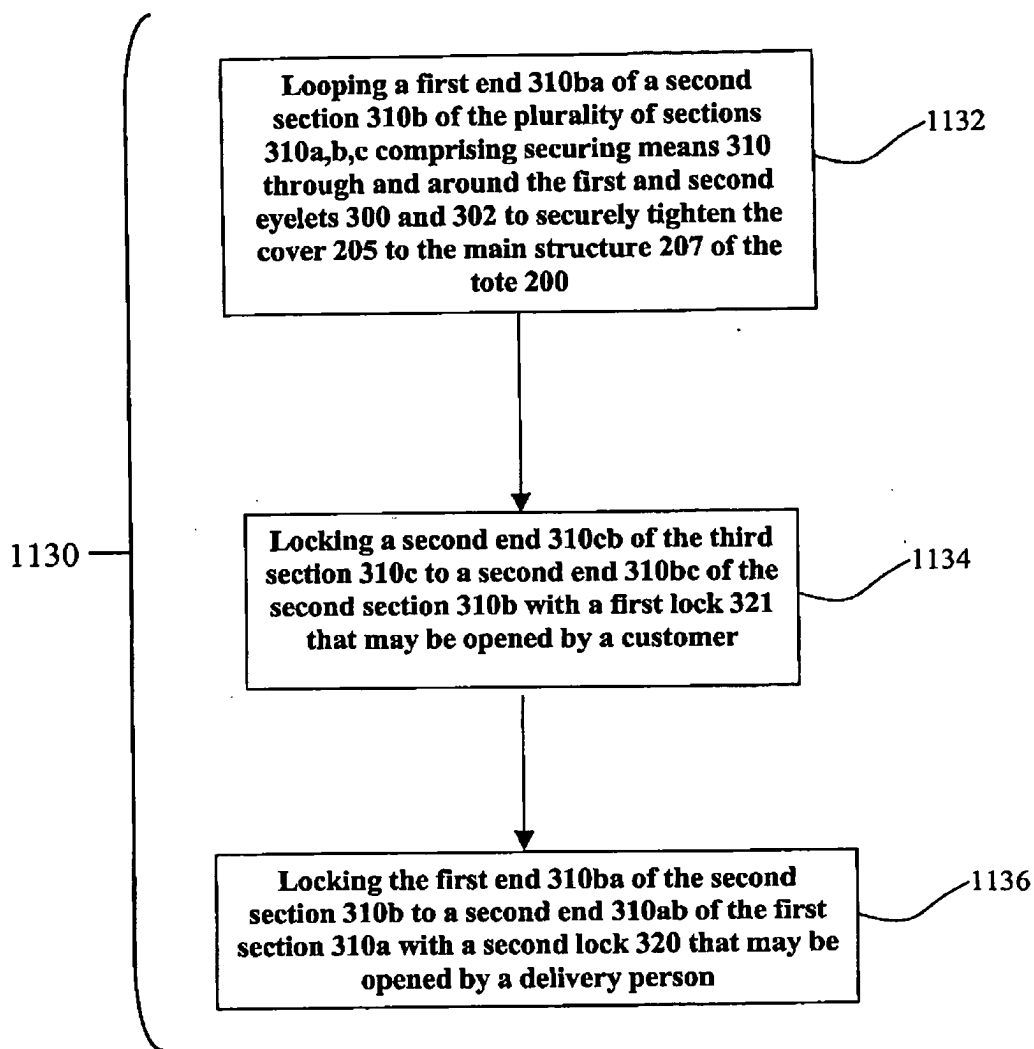 Looping a first end 310ba of a second
section 310b of the plurality of sections
310a,b,c comprising securing means 310
through and around the first and second
eyelets 300 and 302 to securely tighten the
cover 205 to the main structure 207 of the
tote 200
1132
1130
Locking a second end 310cb of the third
section 310c to a second end 310bc of the
second section 310b with a first lock 321
that may be opened by a customer
1134
Locking the first end 310ba of the second
section 310b to a second end 310ab of the first
section 310a with a second lock 320 that may be
opened by a delivery person
1136